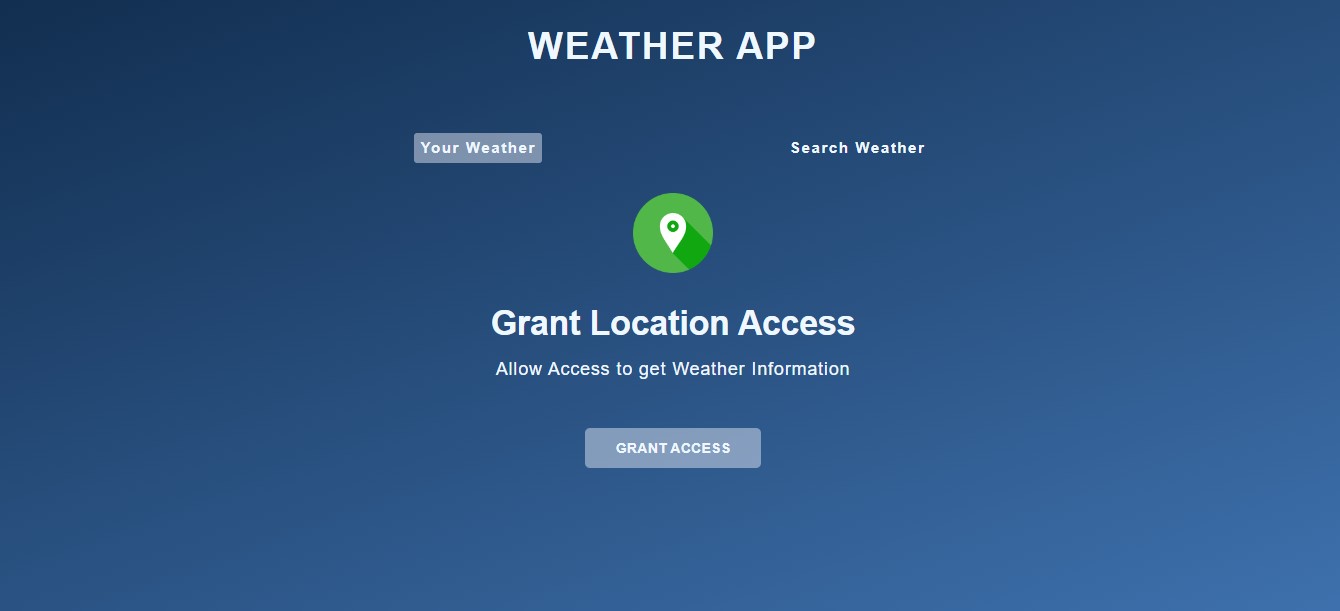 WEATHER APP
Your Weather
Search Weather
Grant Location Access
Allow Access to get Weather Information
GRANT ACCESS